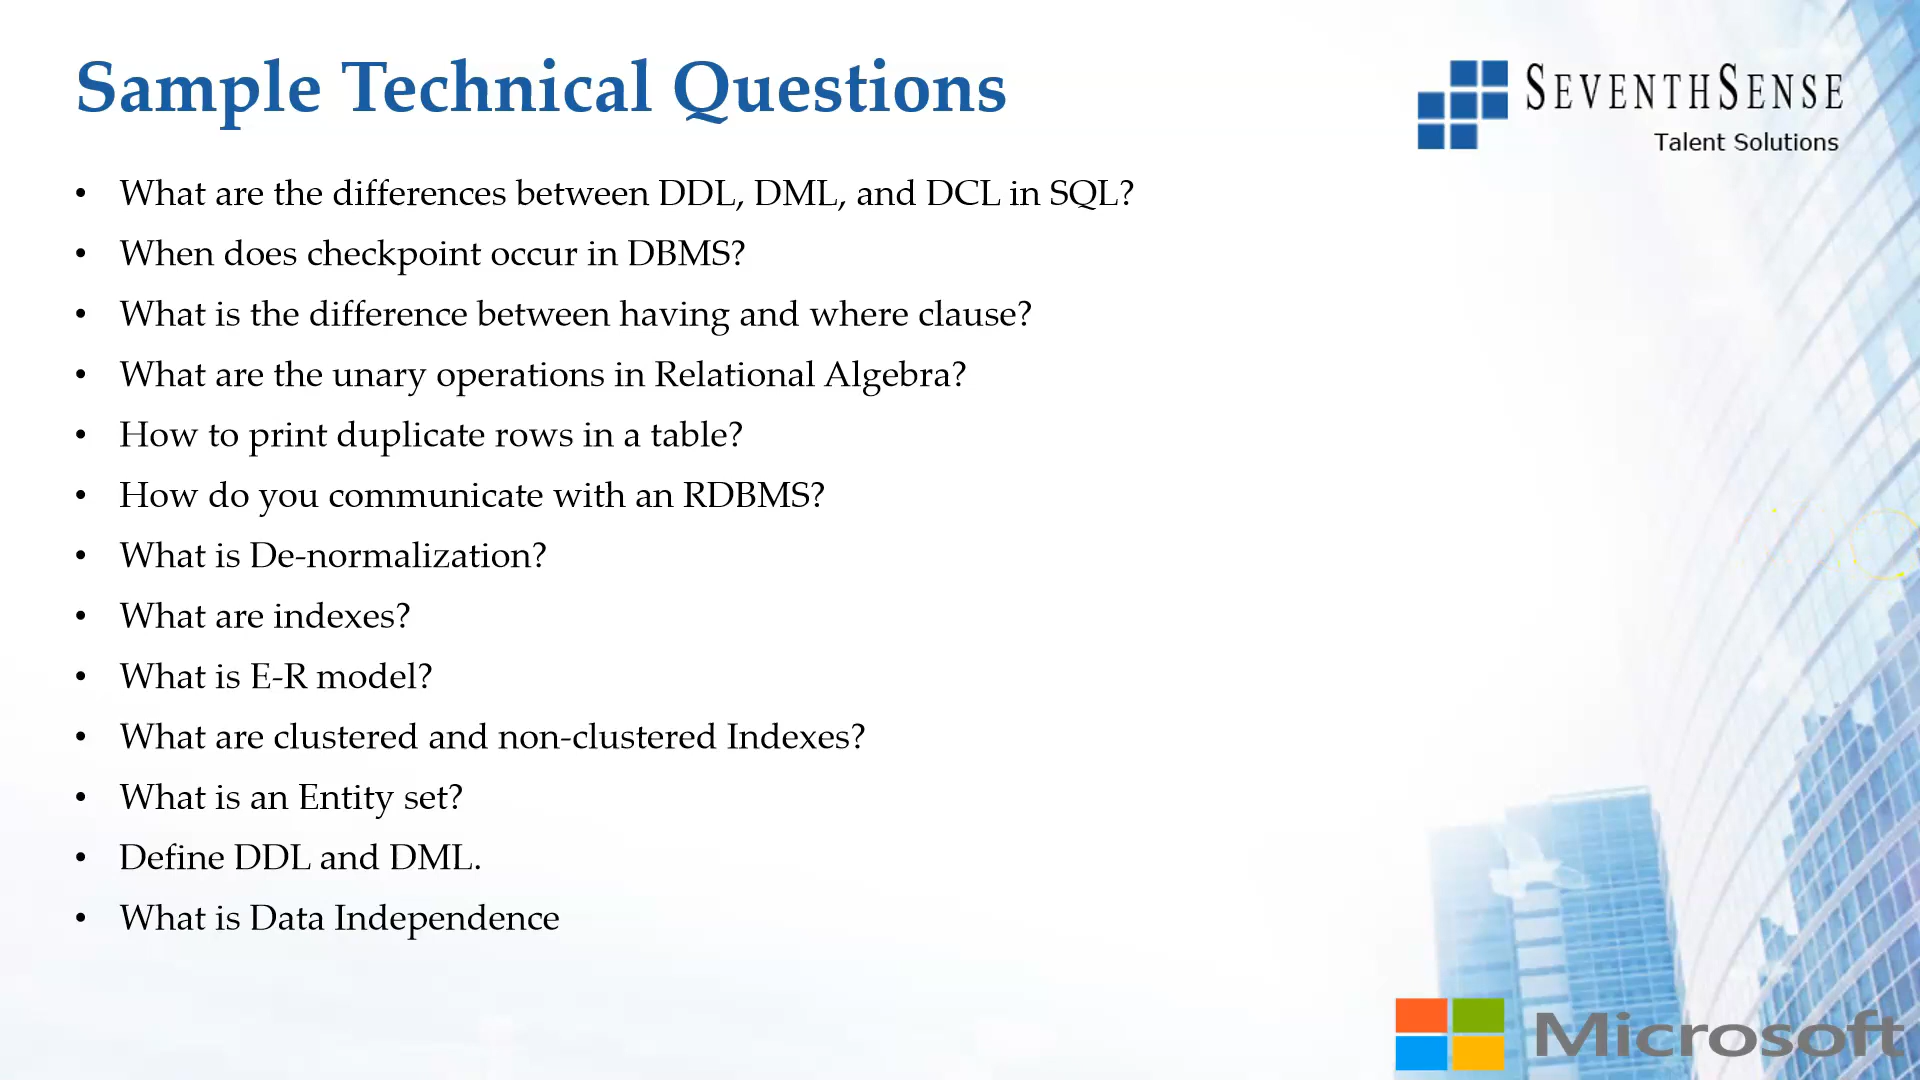 Sample Technical Questions
SEVENTHSENSE
Talent Solutions
• What are the differences between DDL, DML, and DCL in SQL?
• When does checkpoint occur in DBMS?
• What is the difference between having and where clause?
• What are the unary operations in Relational Algebra?
• How to print duplicate rows in a table?
• How do you communicate with an RDBMS?
• What is De-normalization?
• What are indexes?
• What is E-R model?
• What are clustered and non-clustered Indexes?
• What is an Entity set?
• Define DDL and DML.
• What is Data Independence
Microsoft